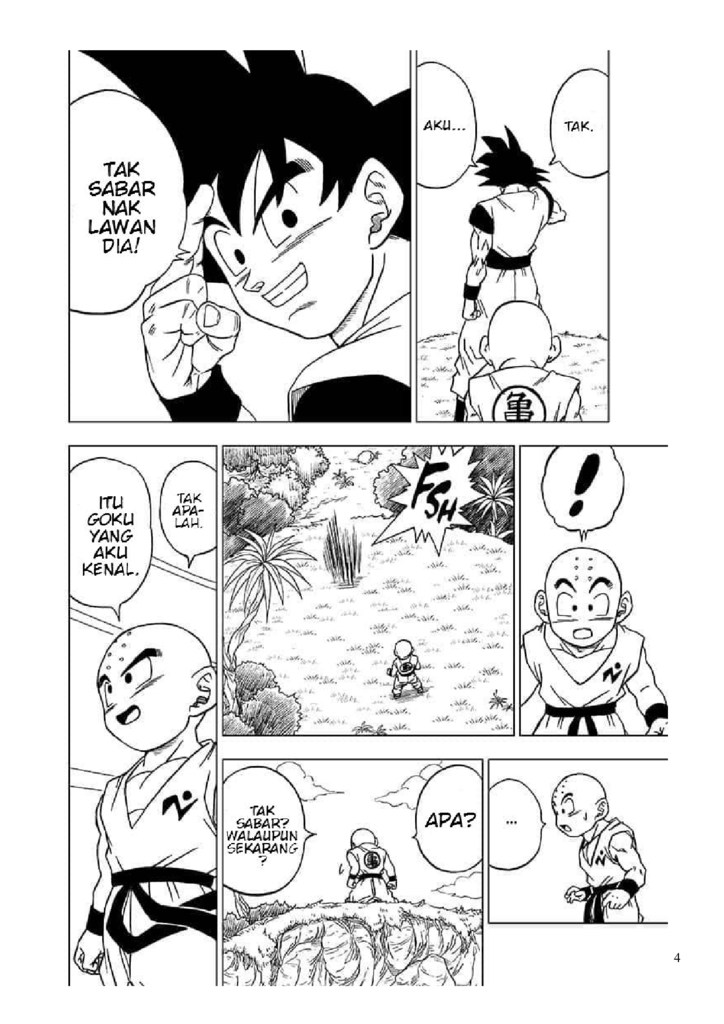 TAK.
AKU...
TAK
SABAR
NAK
LAWAN
DIA!
亀
!
FSH
TAK
APA-
LAH.
ITU
GOKU
YANG
AKU
KENAL.
...
APA?
TAK
SABAR?
WALAUPUN
SEKARANG
?
4